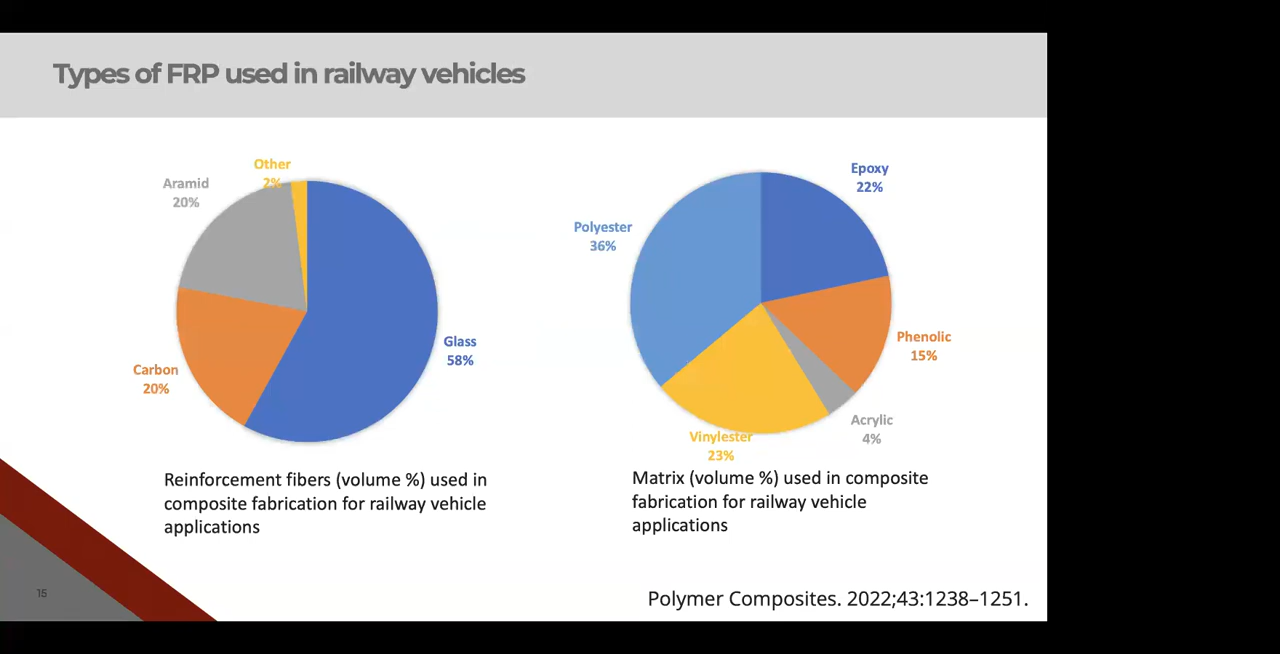 Types of FRP used in railway vehicles
Other
2%
Aramid
20%
Glass
58%
Carbon
20%
Reinforcement fibers (volume %) used in
composite fabrication for railway vehicle
applications
Epoxy
22%
Polyester
36%
Phenolic
15%
Acrylic
4%
Vinylester
23%
Matrix (volume %) used in composite
fabrication for railway vehicle
applications
15
Polymer Composites. 2022;43:1238–1251.